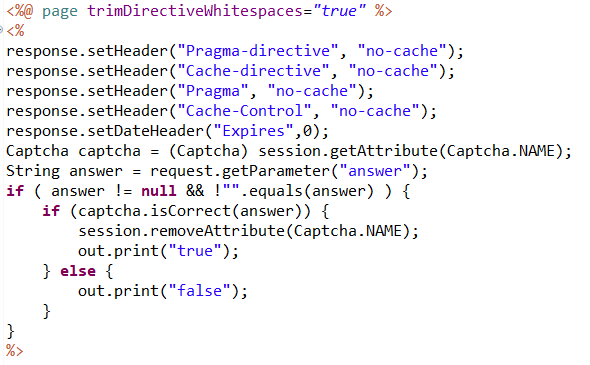 <%@ page trimDirectiveWhitespaces="true" %>
<%
response.setHeader("Pragma-directive", "no-cache");
response.setHeader("Cache-directive", "no-cache");
response.setHeader("Pragma", "no-cache");
response.setHeader("Cache-Control", "no-cache");
response.setDateHeader("Expires",0);
Captcha captcha = (Captcha) session.getAttribute(Captcha.NAME);
String answer = request.getParameter("answer");
if ( answer != null && !"".equals(answer) ) {
    if (captcha.isCorrect(answer)) {
        session.removeAttribute(Captcha.NAME);
        out.print("true");
    } else {
        out.print("false");
    }
}
%>